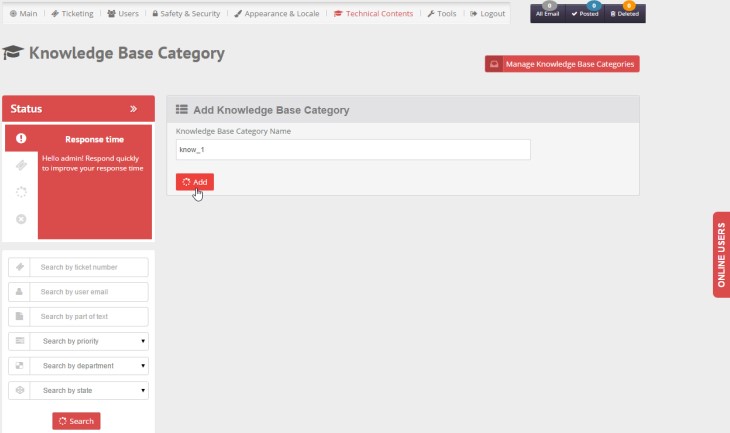 Main Ticketing Users Safety & Security Appearance & Locale Technical Contents Tools Logout
0 0 0
All Email Posted Deleted
Knowledge Base Category
Manage Knowledge Base Categories
Status
Response time
Hello admin! Respond quickly
to improve your response time
Add Knowledge Base Category
Knowledge Base Category Name
know_1
Add
ONLINE USERS
Search by ticket number
Search by user email
Search by part of text
Search by priority
Search by department
Search by state
Search